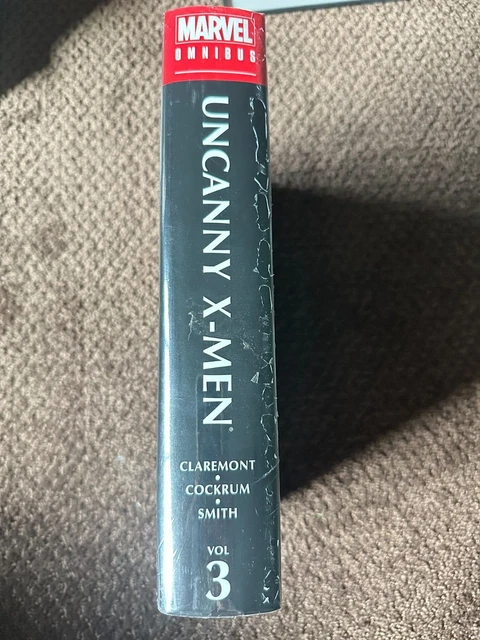 MARVEL
OMNIBUS
UNCANNY X-MEN
CLAREMONT
•
COCKRUM
•
SMITH
VOL
3